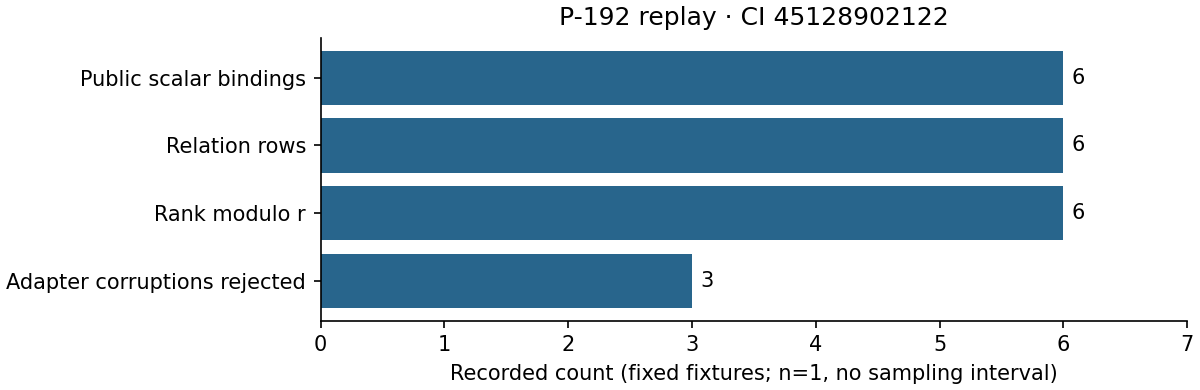 P-192 replay · CI 45128902122
Public scalar bindings 6
Relation rows 6
Rank modulo r 6
Adapter corruptions rejected 3
0 1 2 3 4 5 6 7
Recorded count (fixed fixtures; n=1, no sampling interval)